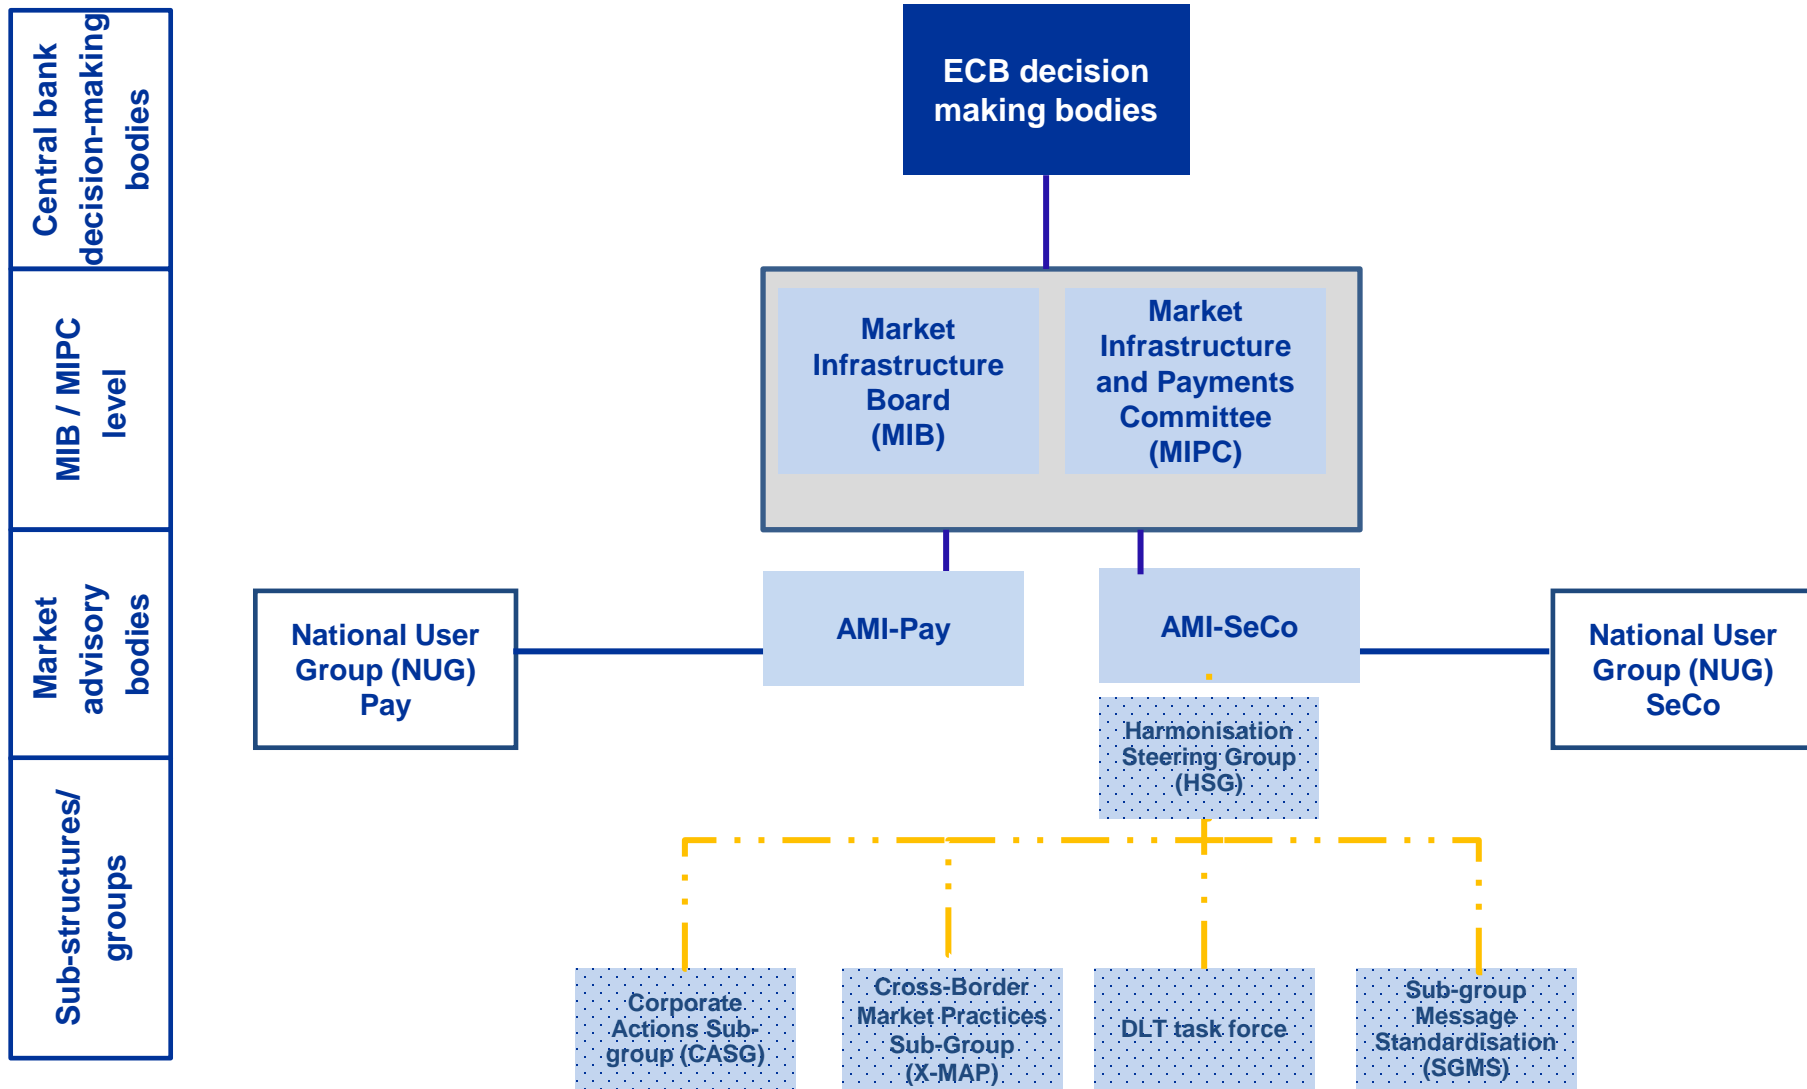 Central bank
decision-making
bodies
ECB decision
making bodies
MIB / MIPC
level
Market
Infrastructure
Board
(MIB)
Market
Infrastructure
and Payments
Committee
(MIPC)
Market
advisory
bodies
National User
Group (NUG)
Pay
AMI-Pay
AMI-SeCo
National User
Group (NUG)
SeCo
Harmonisation
Steering Group
(HSG)
Sub-structures/
groups
Corporate
Actions Sub-
group (CASG)
Cross-Border
Market Practices
Sub-Group
(X-MAP)
DLT task force
Sub-group
Message
Standardisation
(SGMS)